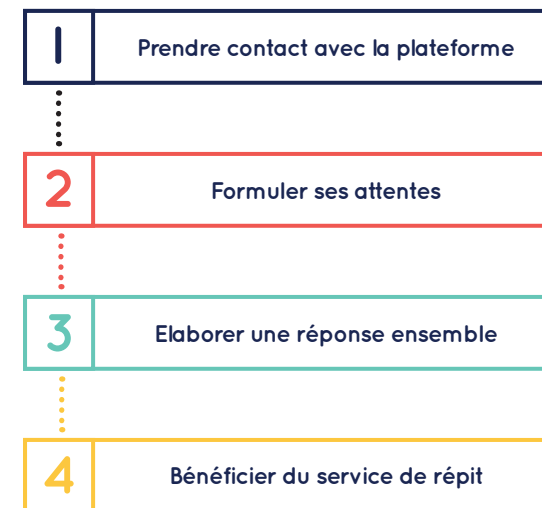 1
Prendre contact avec la plateforme
2
Formuler ses attentes
3
Elaborer une réponse ensemble
4
Bénéficier du service de répit